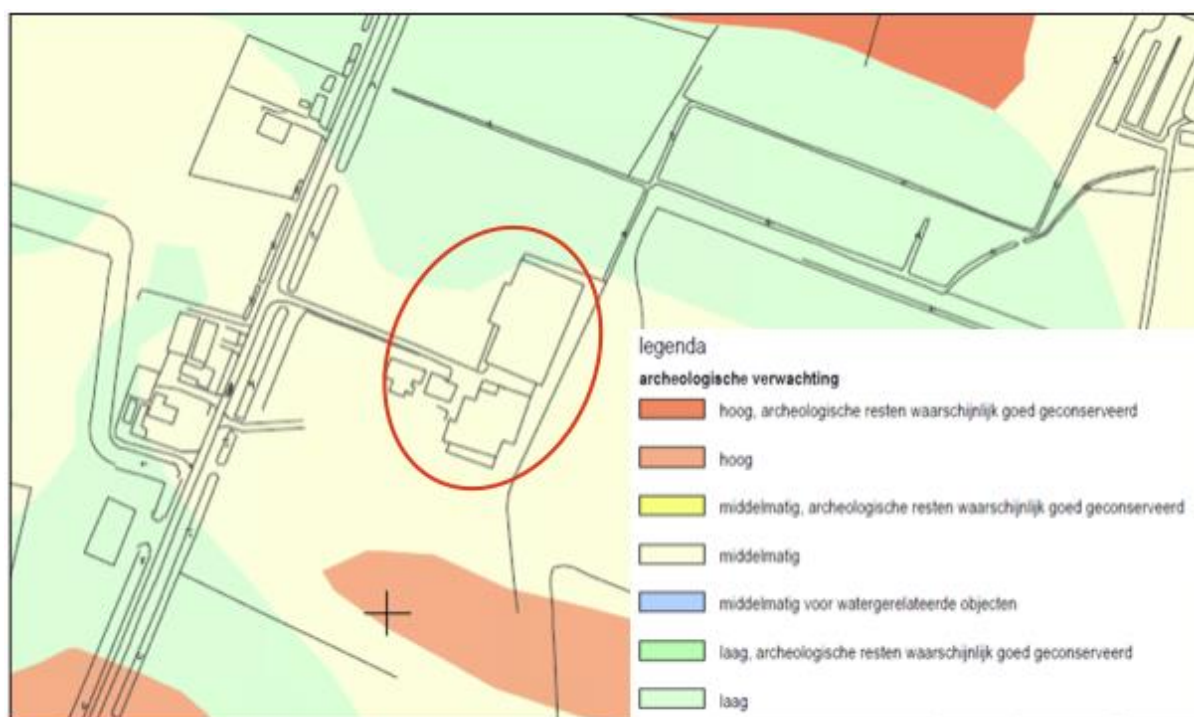 legenda
archeologische verwachting
hoog, archeologische resten waarschijnlijk goed geconserveerd
hoog
middelmatig, archeologische resten waarschijnlijk goed geconserveerd
middelmatig
middelmatig voor watergerelateerde objecten
laag, archeologische resten waarschijnlijk goed geconserveerd
laag